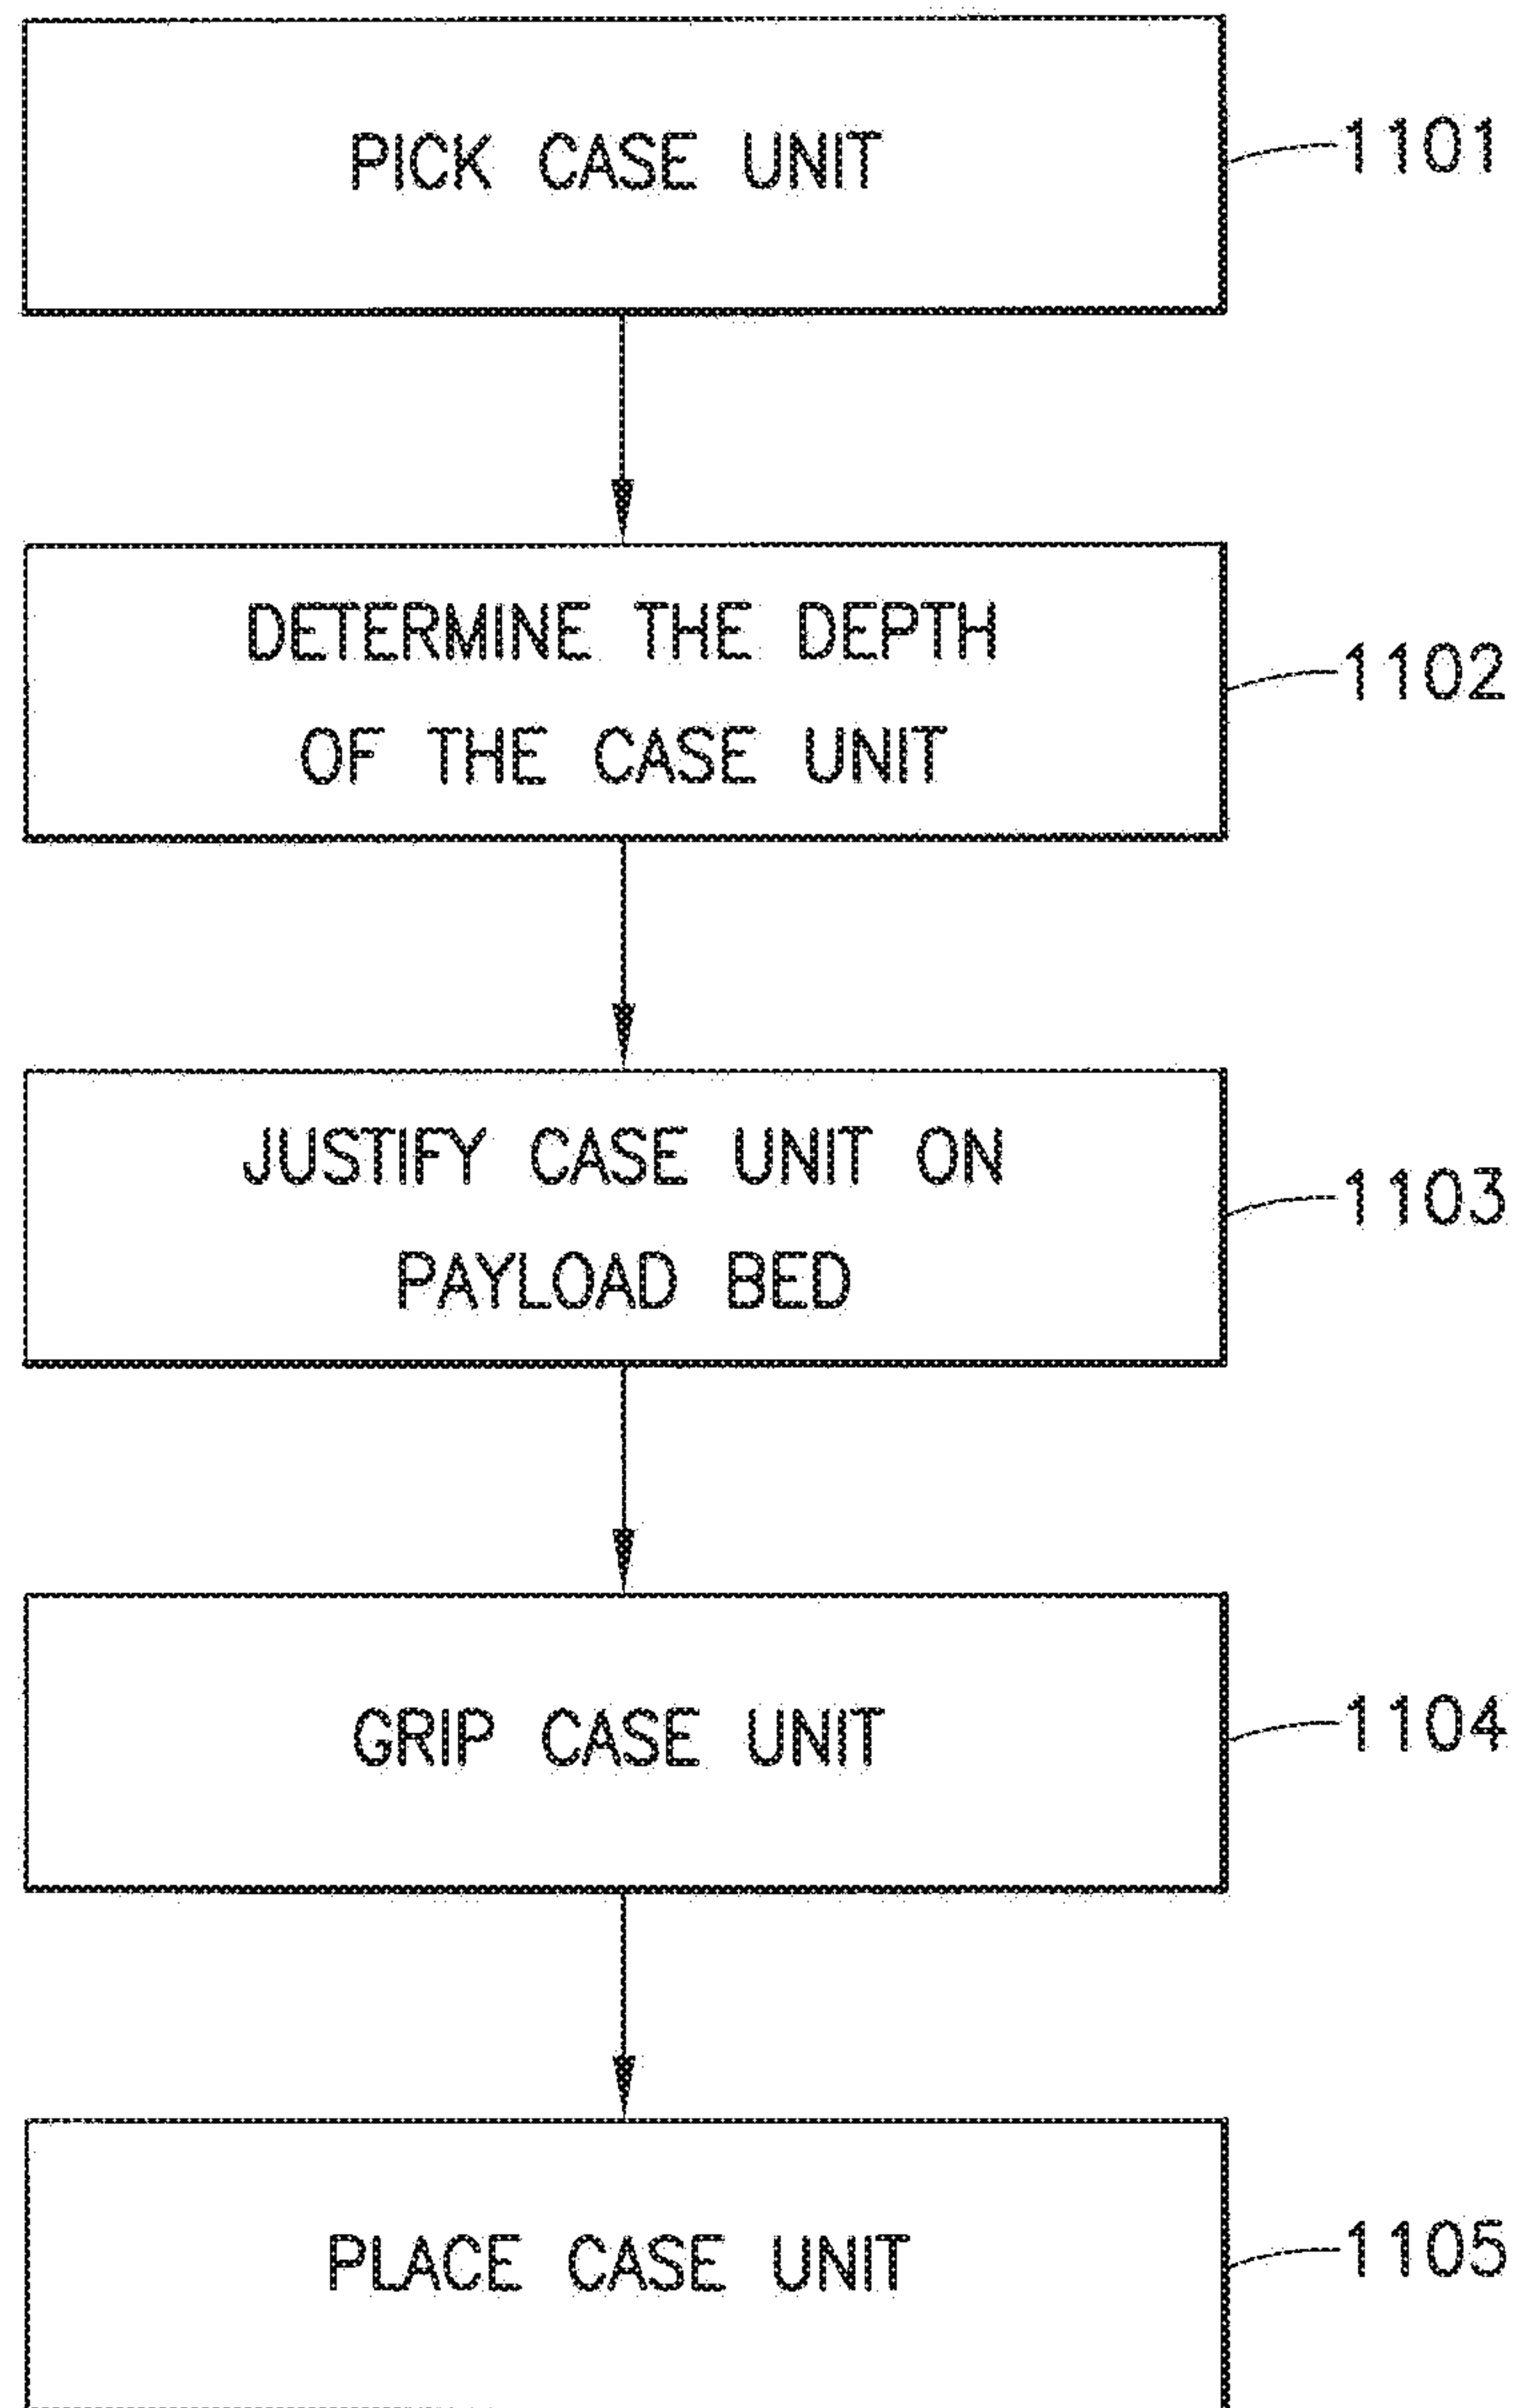 PICK CASE UNIT
1101
DETERMINE THE DEPTH
OF THE CASE UNIT
1102
JUSTIFY CASE UNIT ON
PAYLOAD BED
1103
GRIP CASE UNIT
1104
PLACE CASE UNIT
1105